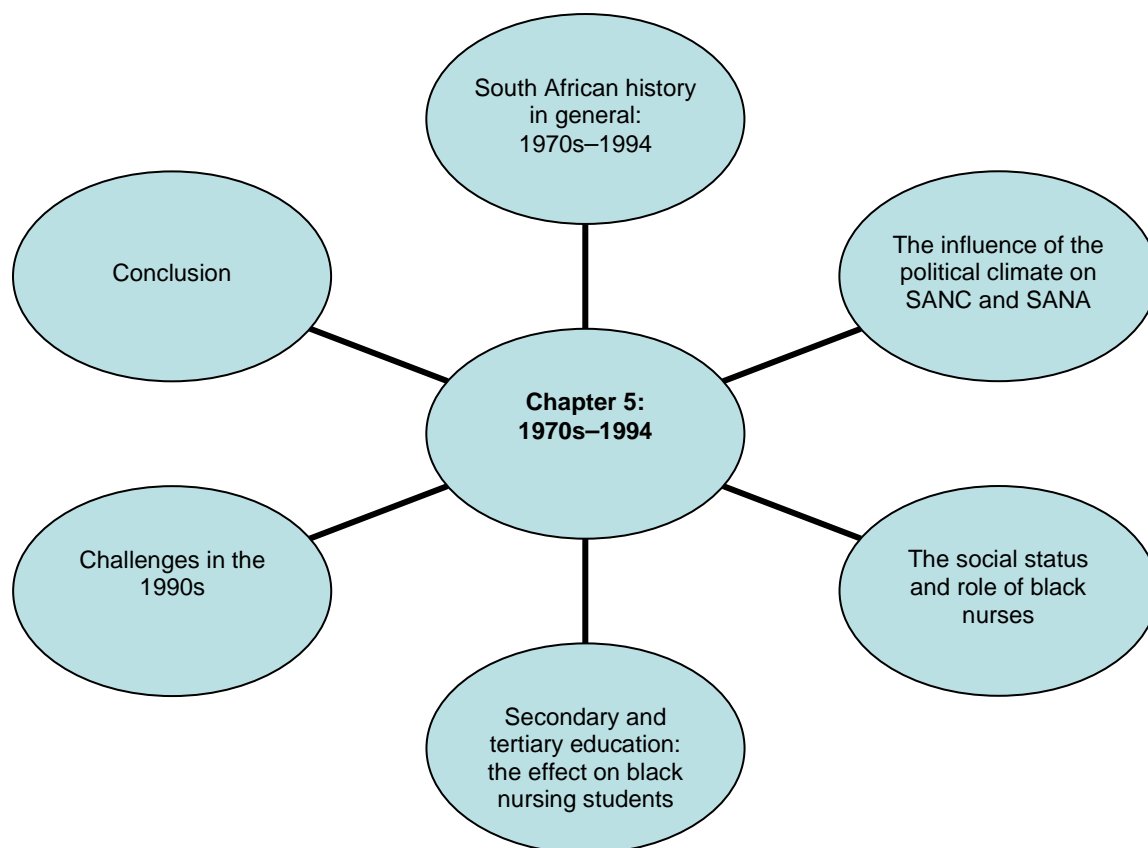 South African history
in general:
1970s–1994
The influence of the
political climate on
SANC and SANA
The social status
and role of black
nurses
Secondary and
tertiary education:
the effect on black
nursing students
Challenges in the
1990s
Conclusion
Chapter 5:
1970s–1994